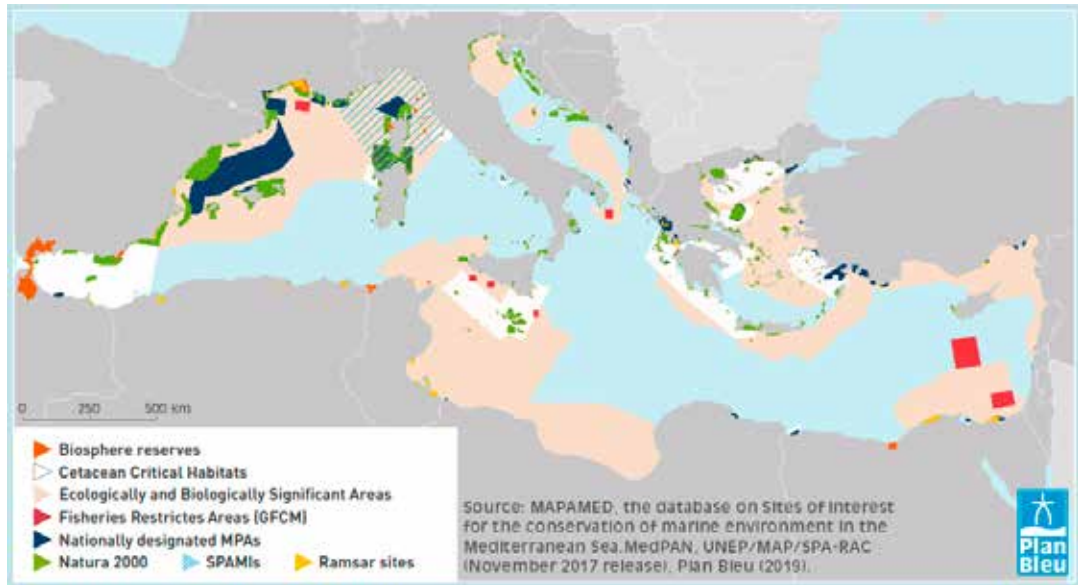 0 250 500 km
Biosphere reserves
Cetacean Critical Habitats
Ecologically and Biologically Significant Areas
Fisheries Restrictes Areas (GFCM)
Nationally designated MPAs
Natura 2000 SPAMIs Ramsar sites
Source: MAPAMED, the database on Sites of Interest
for the conservation of marine environment in the
Mediterranean Sea.MedPAN, UNEP/MAP/SPA-RAC
(November 2017 release). Plan Bleu (2019).
Plan
Bleu